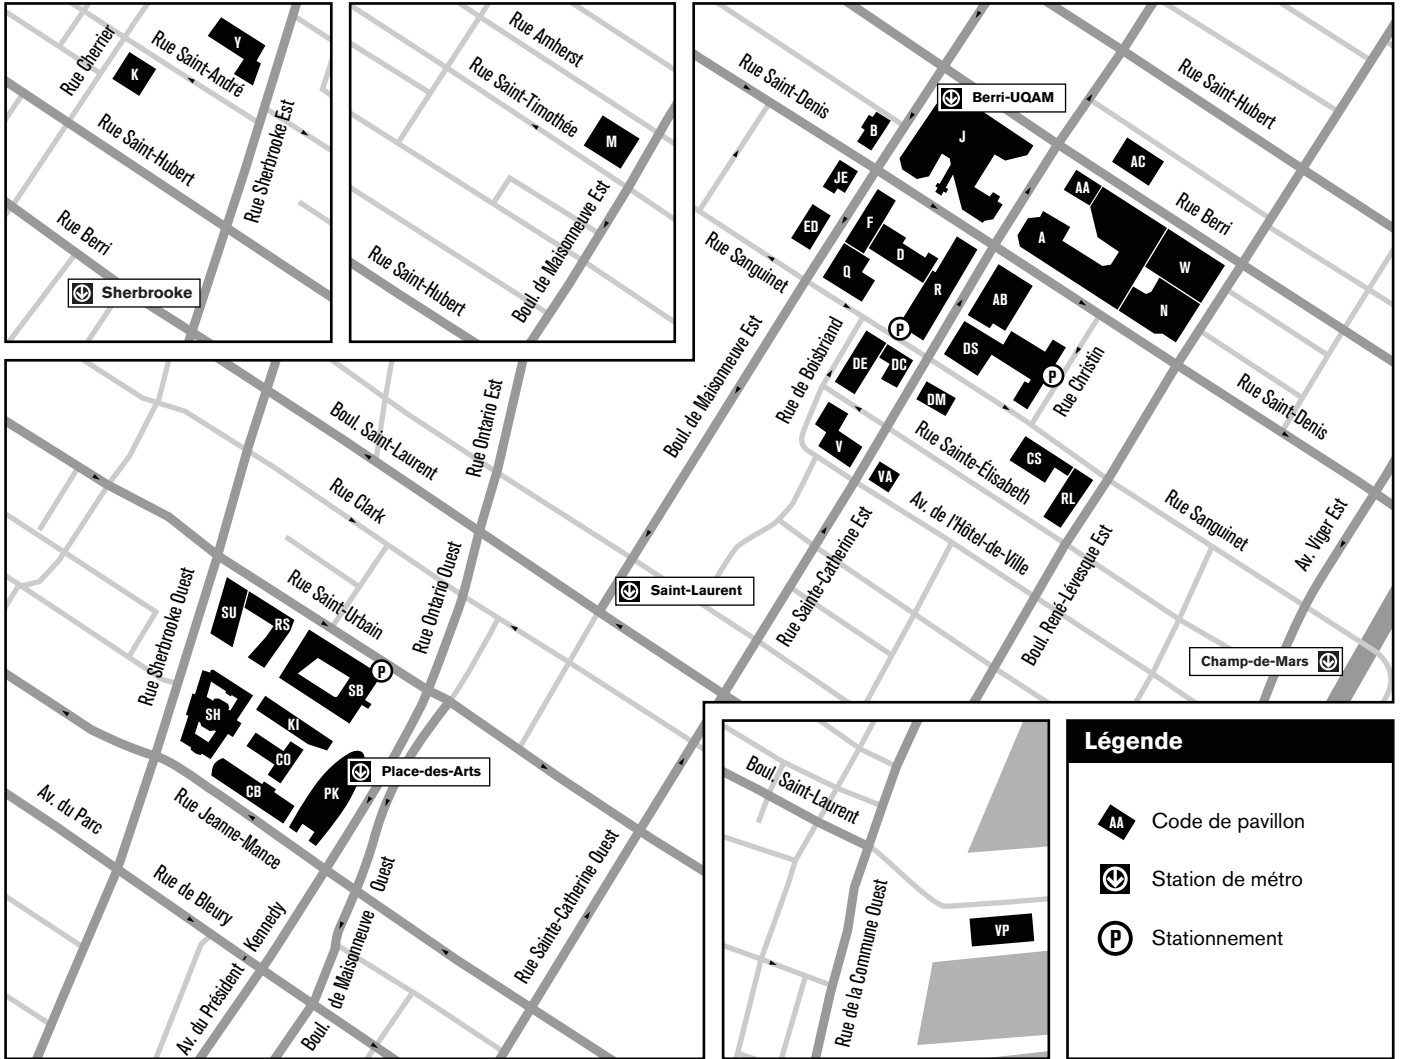 Rue Cherrier
Rue Saint-André
Y
K
Rue Saint-Hubert
Rue Sherbrooke Est
Rue Berri
Sherbrooke
Rue Amherst
Rue Saint-Timothée
M
Boul. de Maisonneuve Est
Rue Saint-Hubert
Rue Saint-Denis
Berri-UQAM
Rue Saint-Hubert
B
J
AC
JE
AA
Rue Berri
ED
F
D
A
W
Rue Sanguinet
Q
R
AB
N
P
DS
P
Rue Christin
Boul. de Maisonneuve Est
Rue de Boisbriand
DE
DC
DM
Rue Saint-Denis
V
Rue Sainte-Élisabeth
CS
RL
VA
Av. de l'Hôtel-de-Ville
Rue Sanguinet
Av. Viger Est
Rue Sainte-Catherine Est
Boul. René-Lévesque Est
Saint-Laurent
Champ-de-Mars
Boul. Saint-Laurent
Rue Ontario Est
Rue Clark
Rue Saint-Urbain
Rue Ontario Ouest
Rue Sherbrooke Ouest
SU
RS
P
SB
SH
KI
CO
CB
PK
Place-des-Arts
Av. du Parc
Rue Jeanne-Mance
Rue de Bleury
Av. du Président - Kennedy
Boul. de Maisonneuve Ouest
Rue Sainte-Catherine Ouest
Boul. Saint-Laurent
Rue de la Commune Ouest
VP
Légende
AA Code de pavillon
Station de métro
P Stationnement